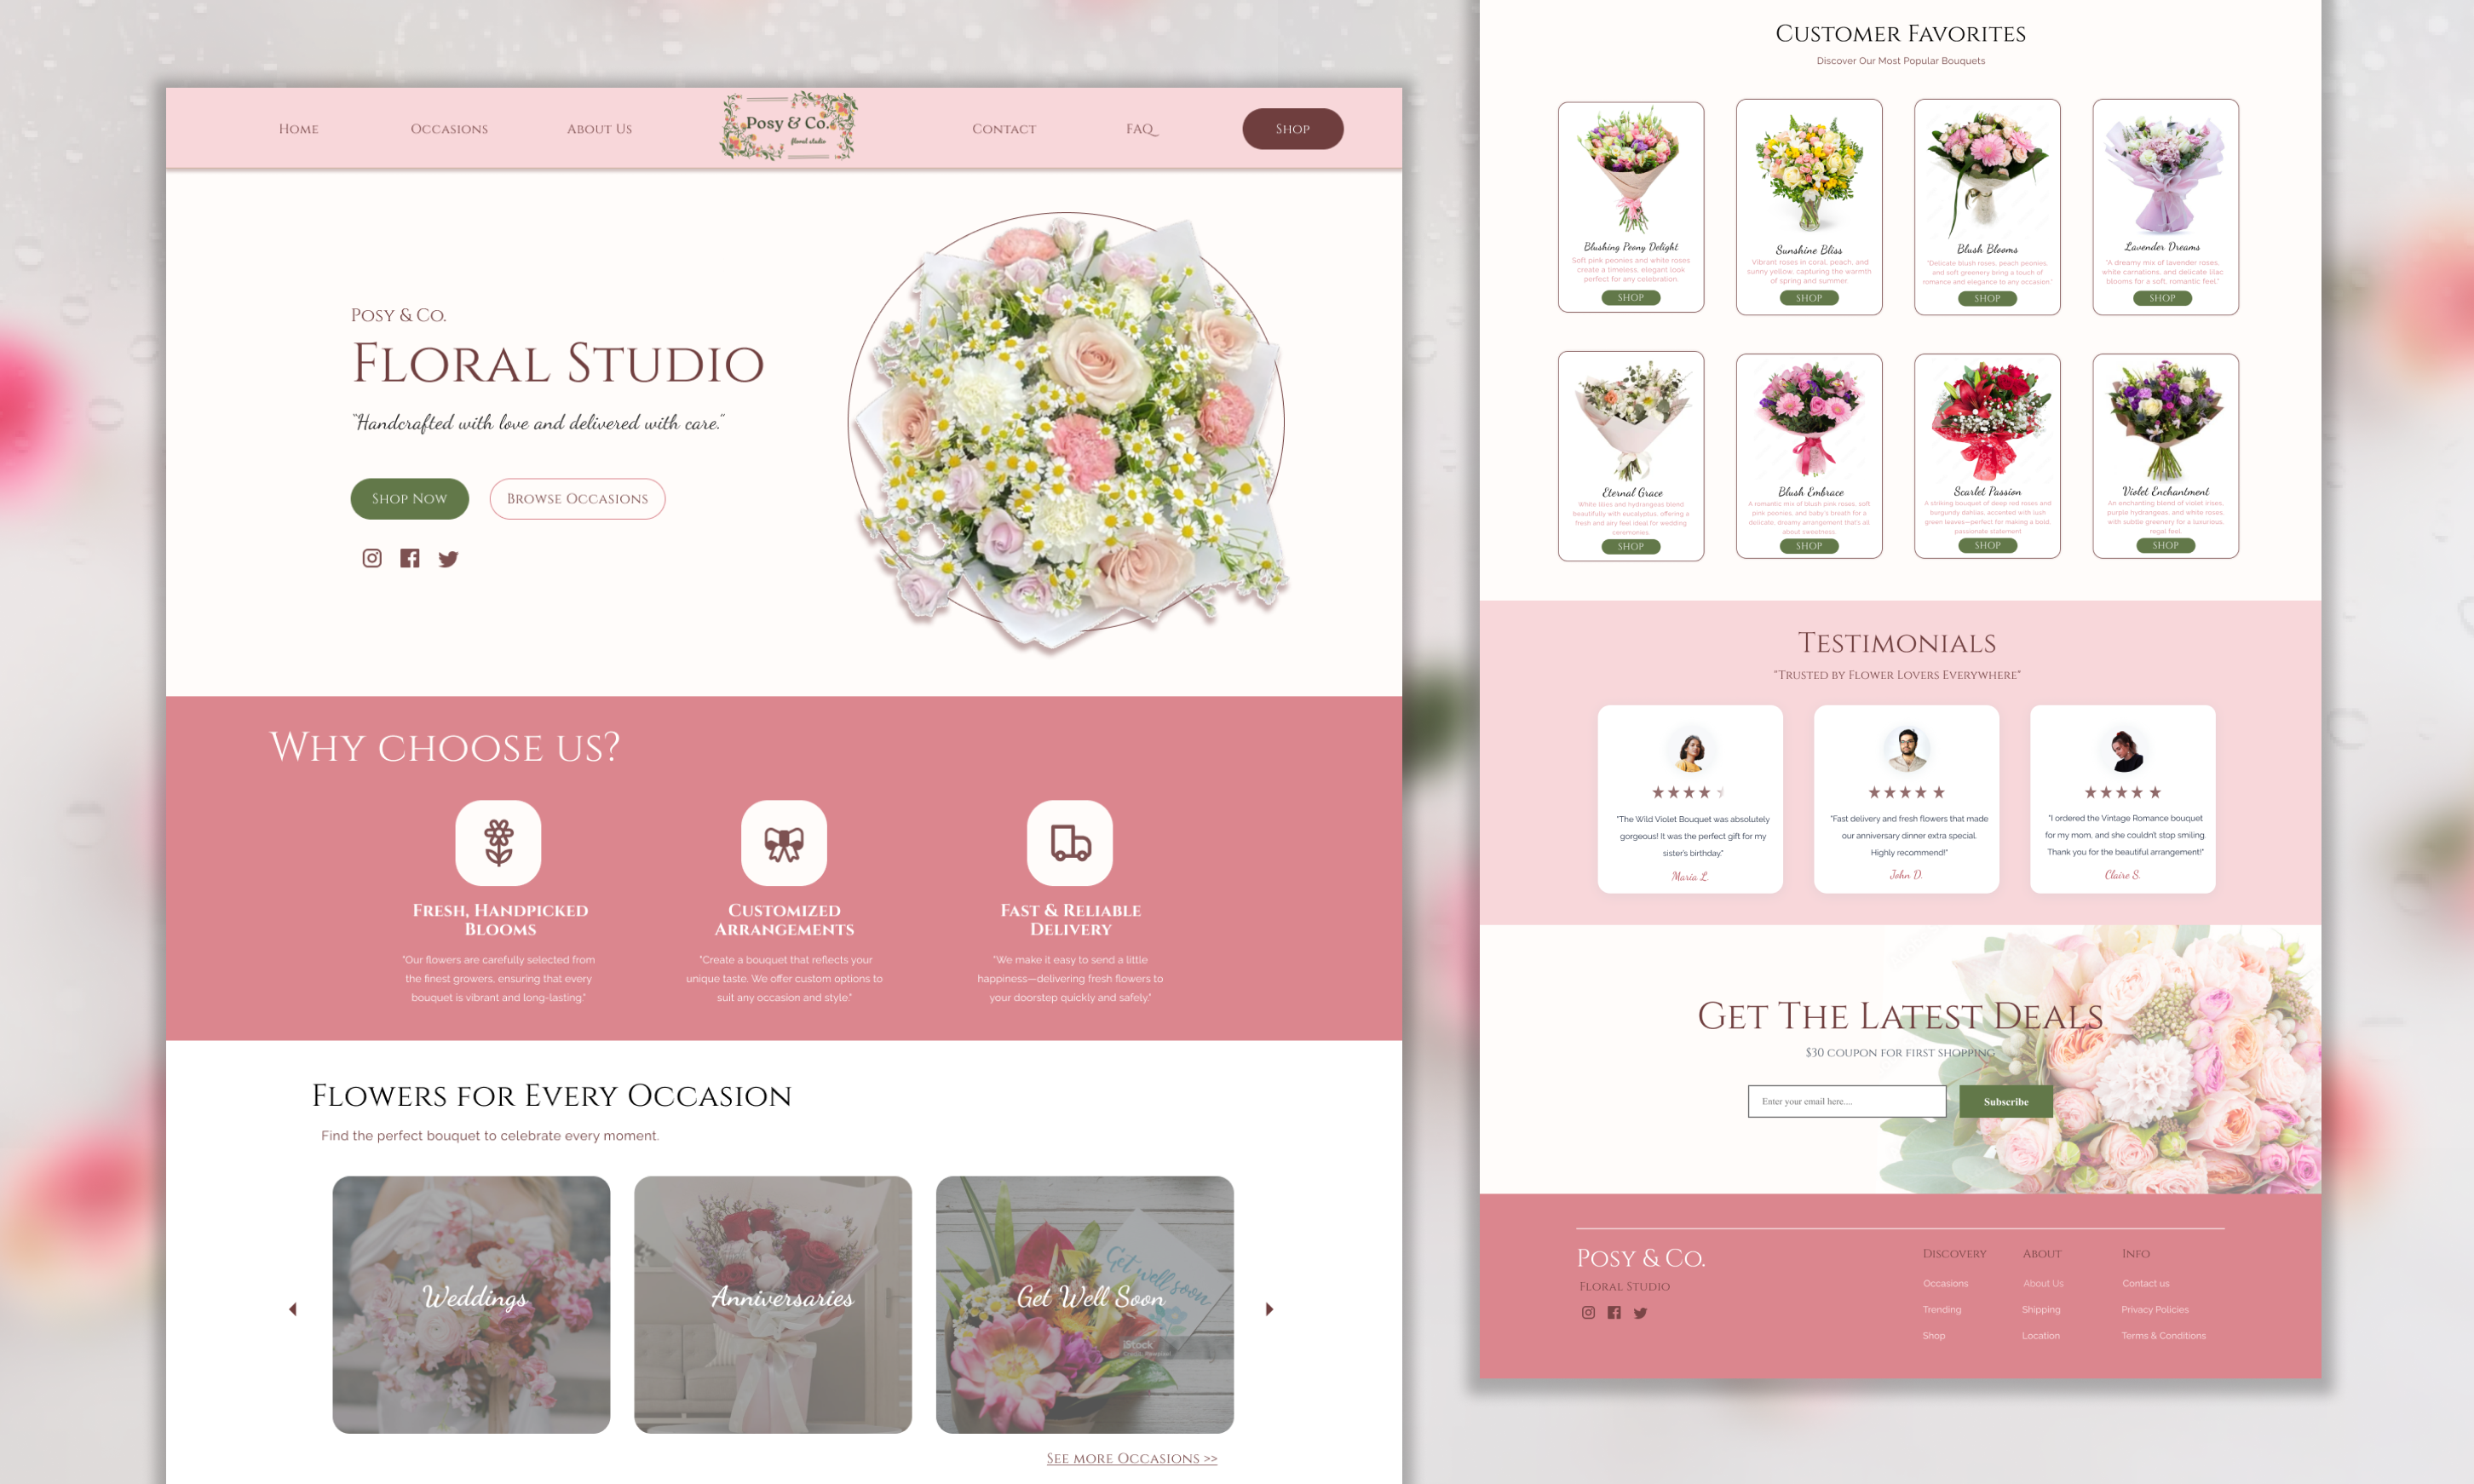 Home
Occasions
About Us
Posy & Co.
floral studio
Contact
FAQ
Shop
Posy & Co.
Floral Studio
"Handcrafted with love and delivered with care."
Shop Now
Browse Occasions
Why choose us?
Fresh, Handpicked
Blooms
"Our flowers are carefully selected from
the finest growers, ensuring that every
bouquet is vibrant and long-lasting."
Customized
Arrangements
"Create a bouquet that reflects your
unique taste. We offer custom options to
suit any occasion and style."
Fast & Reliable
Delivery
"We make it easy to send a little
happiness—delivering fresh flowers to
your doorstep quickly and safely."
Flowers for Every Occasion
Find the perfect bouquet to celebrate every moment.
Weddings
Anniversaries
Get Well Soon
Get well soon
iStock
See more Occasions >>
Customer Favorites
Discover Our Most Popular Bouquets
Blushing Peony Delight
Soft pink peonies and white roses
create a timeless, elegant look
perfect for any celebration.
SHOP
Sunshine Bliss
Vibrant roses in coral, peach, and
sunny yellow, capturing the warmth
of spring and summer.
SHOP
Blush Blooms
"Delicate blush roses, peach peonies,
and soft greenery bring a touch of
romance and elegance to any occasion."
SHOP
Lavender Dreams
"A dreamy mix of lavender roses,
white carnations, and delicate lilac
blooms for a soft, romantic feel."
SHOP
Eternal Grace
White lilies and hydrangeas blend
beautifully with eucalyptus, offering a
fresh and airy feel ideal for wedding
ceremonies.
SHOP
Blush Embrace
A romantic mix of blush pink roses, soft
pink peonies, and baby's breath for a
delicate, dreamy arrangement that's all
about sweetness.
SHOP
Scarlet Passion
A striking bouquet of deep red roses and
burgundy dahlias, accented with lush
green leaves—perfect for making a bold,
passionate statement.
SHOP
Violet Enchantment
An enchanting blend of violet irises,
purple hydrangeas, and white roses,
with subtle greenery for a luxurious,
regal feel.
SHOP
Testimonials
"Trusted by Flower Lovers Everywhere"
"The Wild Violet Bouquet was absolutely
gorgeous! It was the perfect gift for my
sister's birthday."
Maria L.
"Fast delivery and fresh flowers that made
our anniversary dinner extra special.
Highly recommend!"
John D.
"I ordered the Vintage Romance bouquet
for my mom, and she couldn't stop smiling.
Thank you for the beautiful arrangement!"
Claire S.
Get The Latest Deals
$30 coupon for first shopping
Enter your email here....
Subscribe
Posy & Co.
Floral Studio
Discovery
Occasions
Trending
Shop
About
About Us
Shipping
Location
Info
Contact us
Privacy Policies
Terms & Conditions